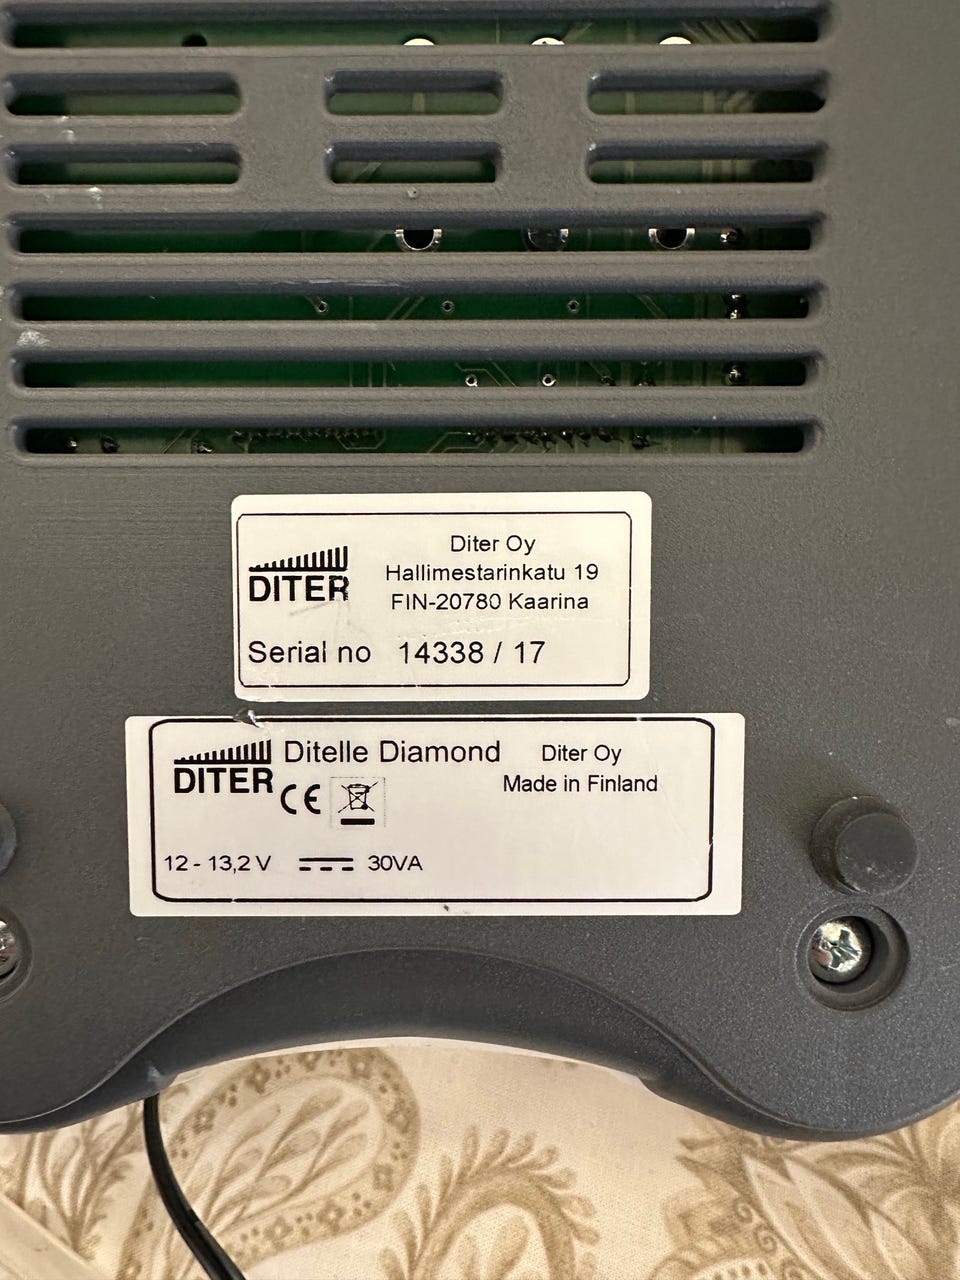 DITER
Diter Oy
Hallimestarinkatu 19
FIN-20780 Kaarina
Serial no 14338 / 17
DITER
Ditelle Diamond
Diter Oy
Made in Finland
CE
12 - 13,2 V 30VA